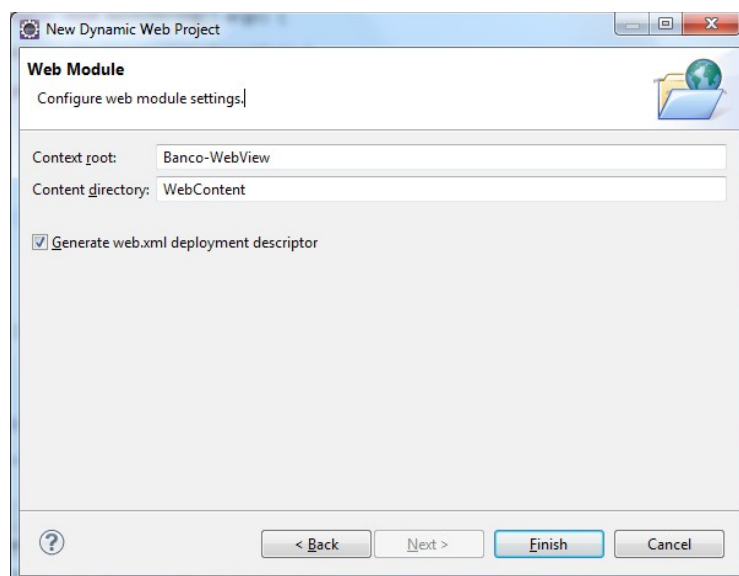 New Dynamic Web Project
Web Module
Configure web module settings.
Context root: Banco-WebView
Content directory: WebContent
Generate web.xml deployment descriptor
< Back Next > Finish Cancel